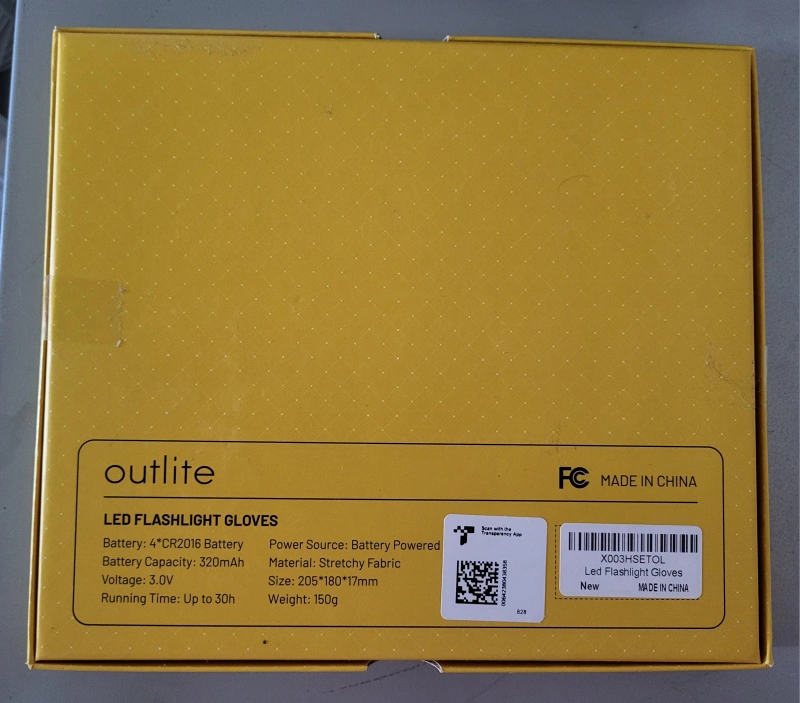 outlite
FC MADE IN CHINA
LED FLASHLIGHT GLOVES
Battery: 4*CR2016 Battery
Battery Capacity: 320mAh
Voltage: 3.0V
Running Time: Up to 30h
Power Source: Battery Powered
Material: Stretchy Fabric
Size: 205*180*17mm
Weight: 150g
Scan with the
Transparency App
828
X003HSETOL
Led Flashlight Gloves
New MADE IN CHINA